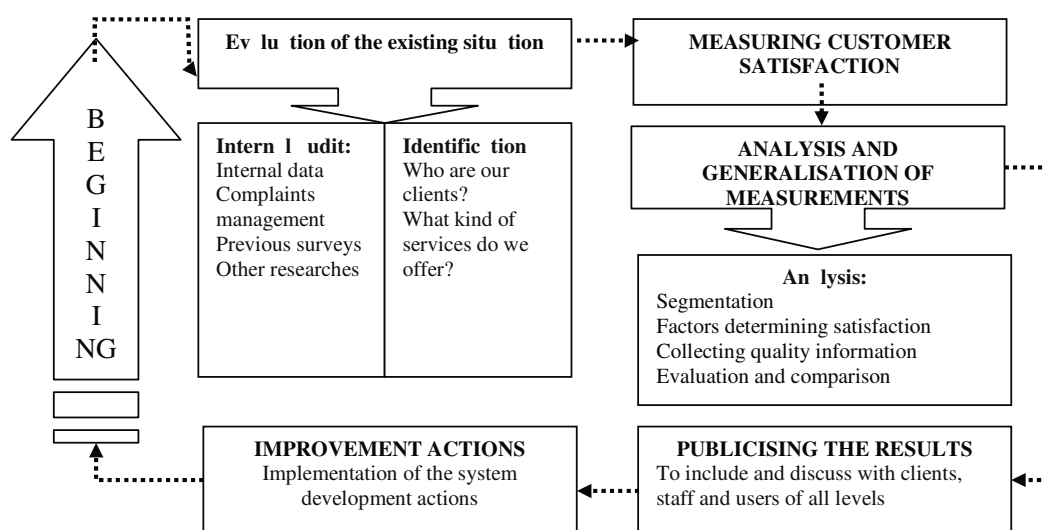 B
E
G
I
N
N
I
NG
Ev lu tion of the existing situ tion
Intern l udit:
Internal data
Complaints
management
Previous surveys
Other researches
Identific tion
Who are our
clients?
What kind of
services do we
offer?
MEASURING CUSTOMER
SATISFACTION
ANALYSIS AND
GENERALISATION OF
MEASUREMENTS
An lysis:
Segmentation
Factors determining satisfaction
Collecting quality information
Evaluation and comparison
PUBLICISING THE RESULTS
To include and discuss with clients,
staff and users of all levels
IMPROVEMENT ACTIONS
Implementation of the system
development actions